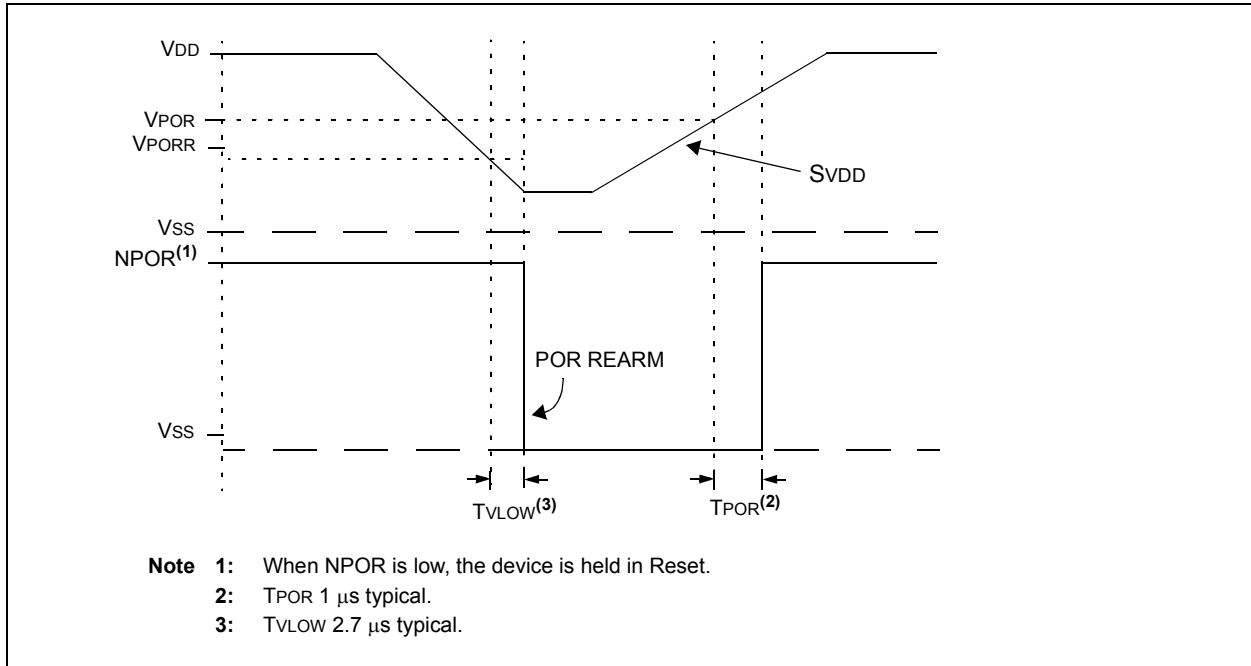 VDD
VPOR
VPORR
SVDD
VSS
NPOR(1)
POR REARM
VSS
TVLOW(3)
TPOR(2)
Note 1: When NPOR is low, the device is held in Reset.
2: TPOR 1 μs typical.
3: TVLOW 2.7 μs typical.